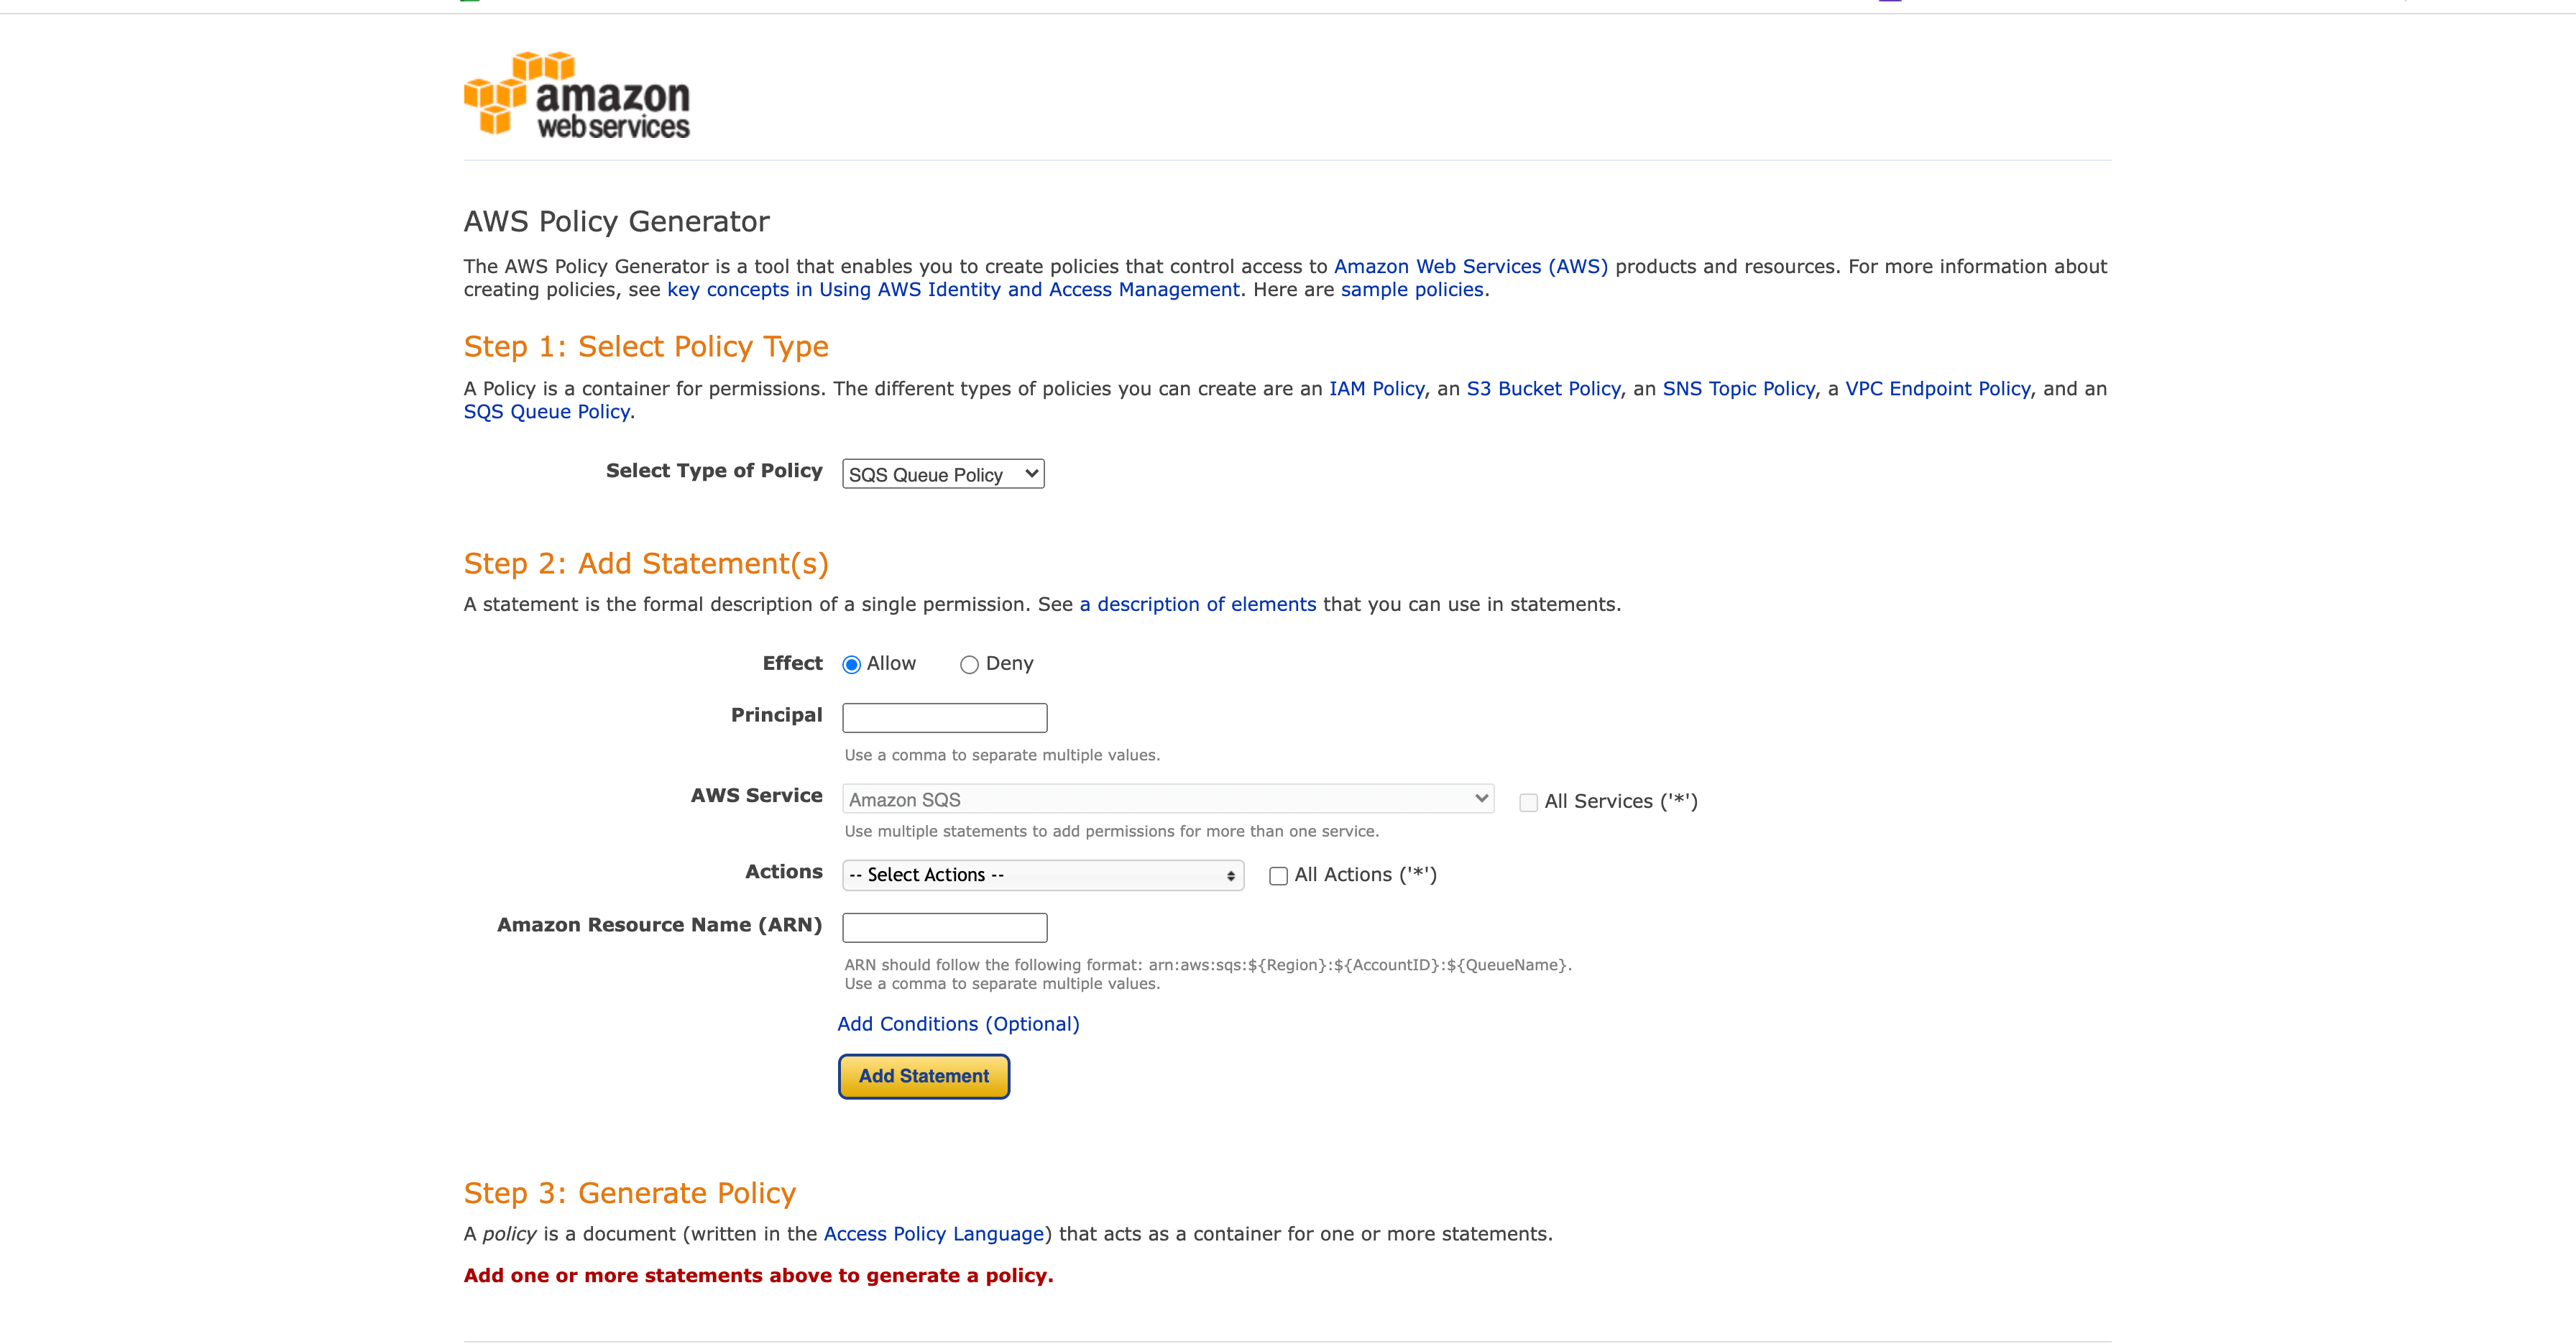 amazon
webservices
AWS Policy Generator
The AWS Policy Generator is a tool that enables you to create policies that control access to Amazon Web Services (AWS) products and resources. For more information about
creating policies, see key concepts in Using AWS Identity and Access Management. Here are sample policies.
Step 1: Select Policy Type
A Policy is a container for permissions. The different types of policies you can create are an IAM Policy, an S3 Bucket Policy, an SNS Topic Policy, a VPC Endpoint Policy, and an
SQS Queue Policy.
Select Type of Policy SQS Queue Policy
Step 2: Add Statement(s)
A statement is the formal description of a single permission. See a description of elements that you can use in statements.
Effect Allow Deny
Principal
Use a comma to separate multiple values.
AWS Service Amazon SQS All Services ('*')
Use multiple statements to add permissions for more than one service.
Actions -- Select Actions -- All Actions ('*')
Amazon Resource Name (ARN)
ARN should follow the following format: arn:aws:sqs:${Region}:${AccountID}:${QueueName}.
Use a comma to separate multiple values.
Add Conditions (Optional)
Add Statement
Step 3: Generate Policy
A policy is a document (written in the Access Policy Language) that acts as a container for one or more statements.
Add one or more statements above to generate a policy.